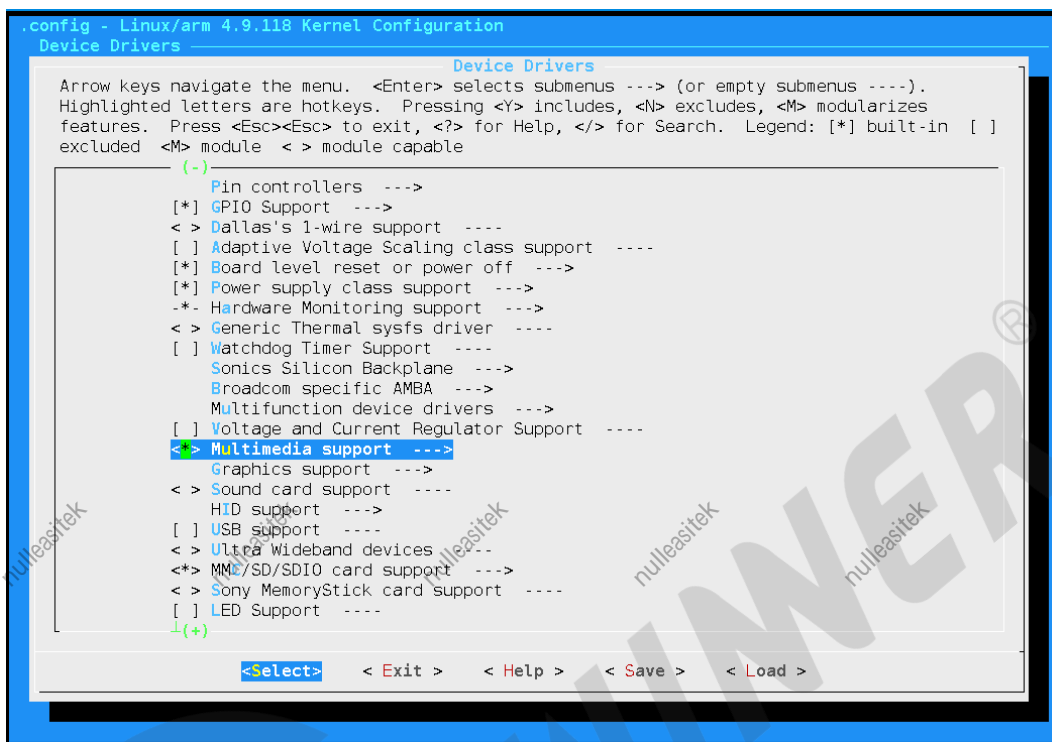 .config - Linux/arm 4.9.118 Kernel Configuration
Device Drivers
Device Drivers
Arrow keys navigate the menu.  <Enter> selects submenus ---> (or empty submenus ----).
Highlighted letters are hotkeys.  Pressing <Y> includes, <N> excludes, <M> modularizes
features.  Press <Esc><Esc> to exit, <?> for Help, </> for Search.  Legend: [*] built-in  [ ]
excluded  <M> module  < > module capable
(-)
Pin controllers  --->
[*] GPIO Support  --->
< > Dallas's 1-wire support  ----
[ ] Adaptive Voltage Scaling class support  ----
[*] Board level reset or power off  --->
[*] Power supply class support  --->
-*- Hardware Monitoring support  --->
< > Generic Thermal sysfs driver  ----
[ ] Watchdog Timer Support  ----
Sonics Silicon Backplane  --->
Broadcom specific AMBA  --->
Multifunction device drivers  --->
[ ] Voltage and Current Regulator Support  ----
<*> Multimedia support  --->
Graphics support  --->
< > Sound card support  ----
HID support  --->
[ ] USB support  ----
< > Ultra Wideband devices  ----
<*> MMC/SD/SDIO card support  --->
< > Sony MemoryStick card support  ----
[ ] LED Support  ----
(+)
<Select>    < Exit >    < Help >    < Save >    < Load >
nulleasitek nulleasitek nulleasitek nulleasitek nulleasitek
®